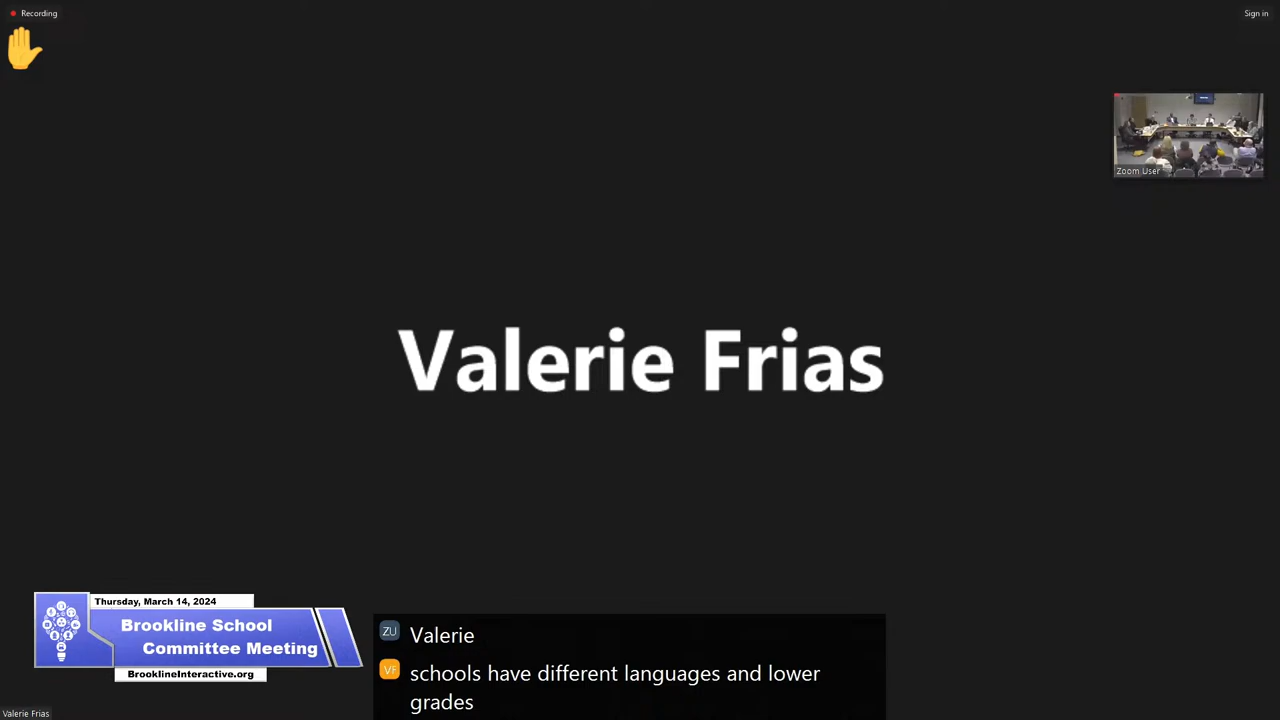 Recording
Sign in
Zoom User
Valerie Frias
Thursday, March 14, 2024
Brookline School
Committee Meeting
BrooklineInteractive.org
ZU Valerie
VF schools have different languages and lower
grades
Valerie Frias